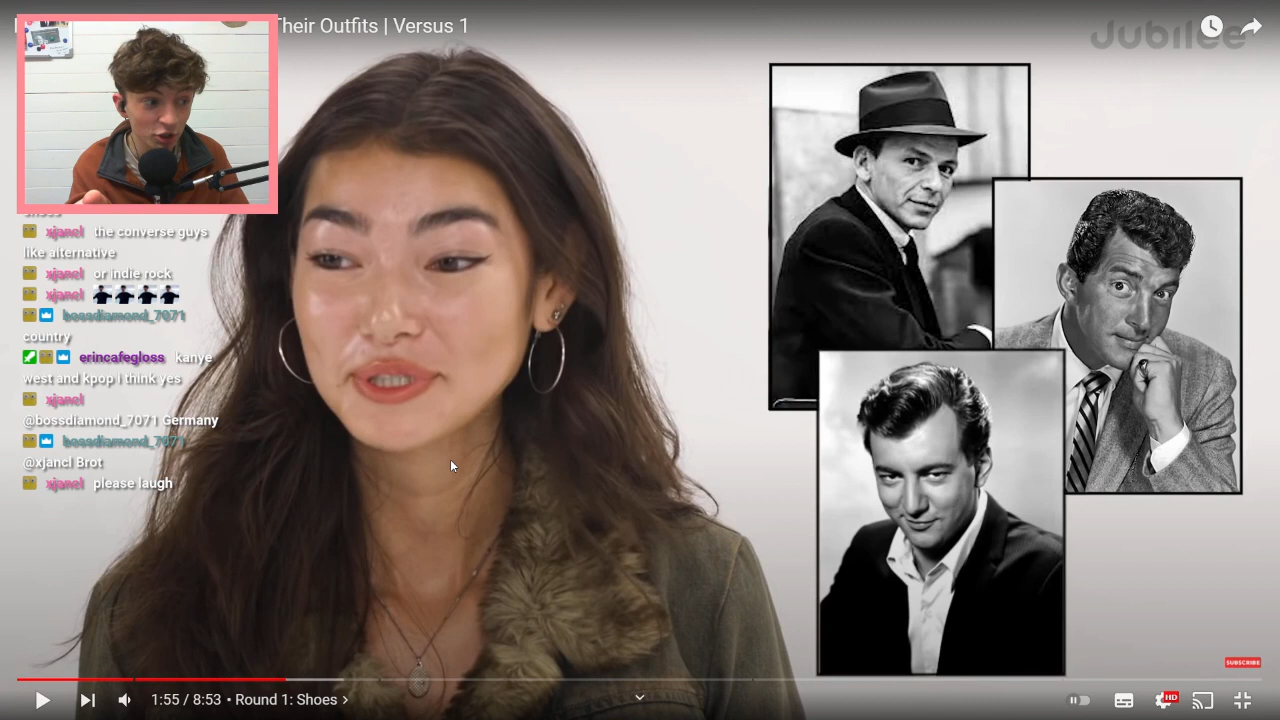 Their Outfits | Versus 1
Jubilee
xjancl the converse guys
like alternative
xjancl or indie rock
xjancl
bossdiamond_7071
country
erincafegloss kanye
west and kpop i think yes
xjancl
@bossdiamond_7071 Germany
bossdiamond_7071
@xjancl Brot
xjancl please laugh
SUBSCRIBE
1:55 / 8:53 • Round 1: Shoes
HD